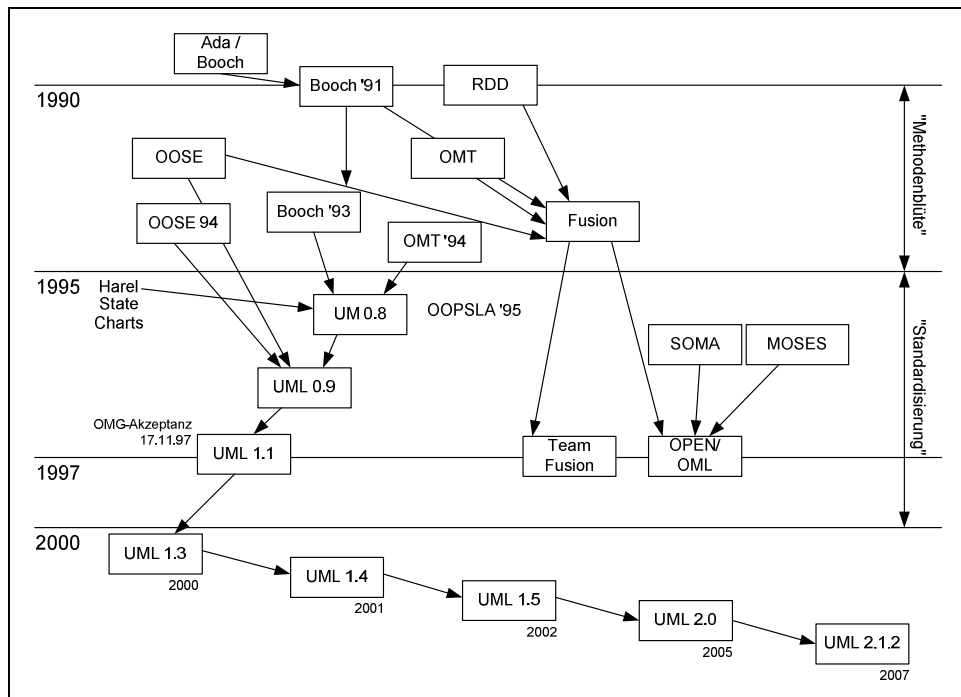 Ada /
Booch
Booch '91
RDD
1990
"Methodenblüte"
OOSE
OMT
OOSE 94
Booch '93
Fusion
OMT '94
1995
Harel
State
Charts
UM 0.8
OOPSLA '95
SOMA
MOSES
"Standardisierung"
UML 0.9
OMG-Akzeptanz
17.11.97
UML 1.1
Team
Fusion
OPEN/
OML
1997
2000
UML 1.3
2000
UML 1.4
2001
UML 1.5
2002
UML 2.0
2005
UML 2.1.2
2007